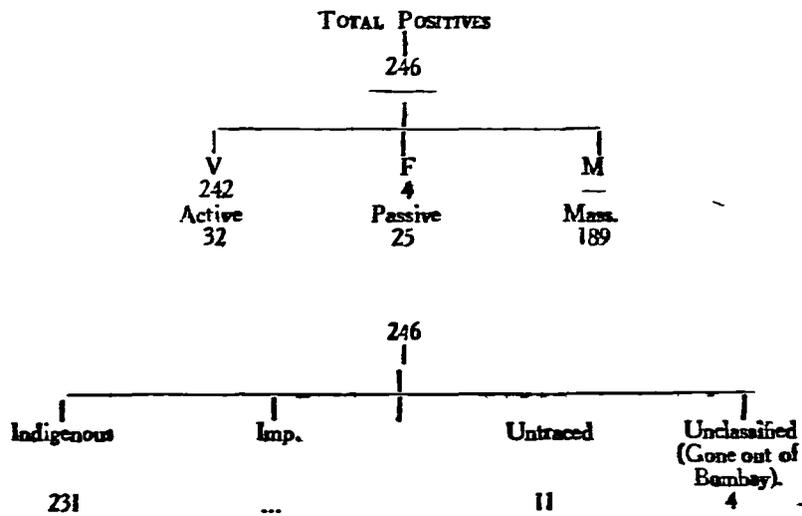 TOTAL POSITIVES
246
V F M
242 4 —
Active Passive Mass.
32 25 189
246
Indigenous Imp. Untraced Unclassified
(Gone out of
Bombay).
231 ... 11 4